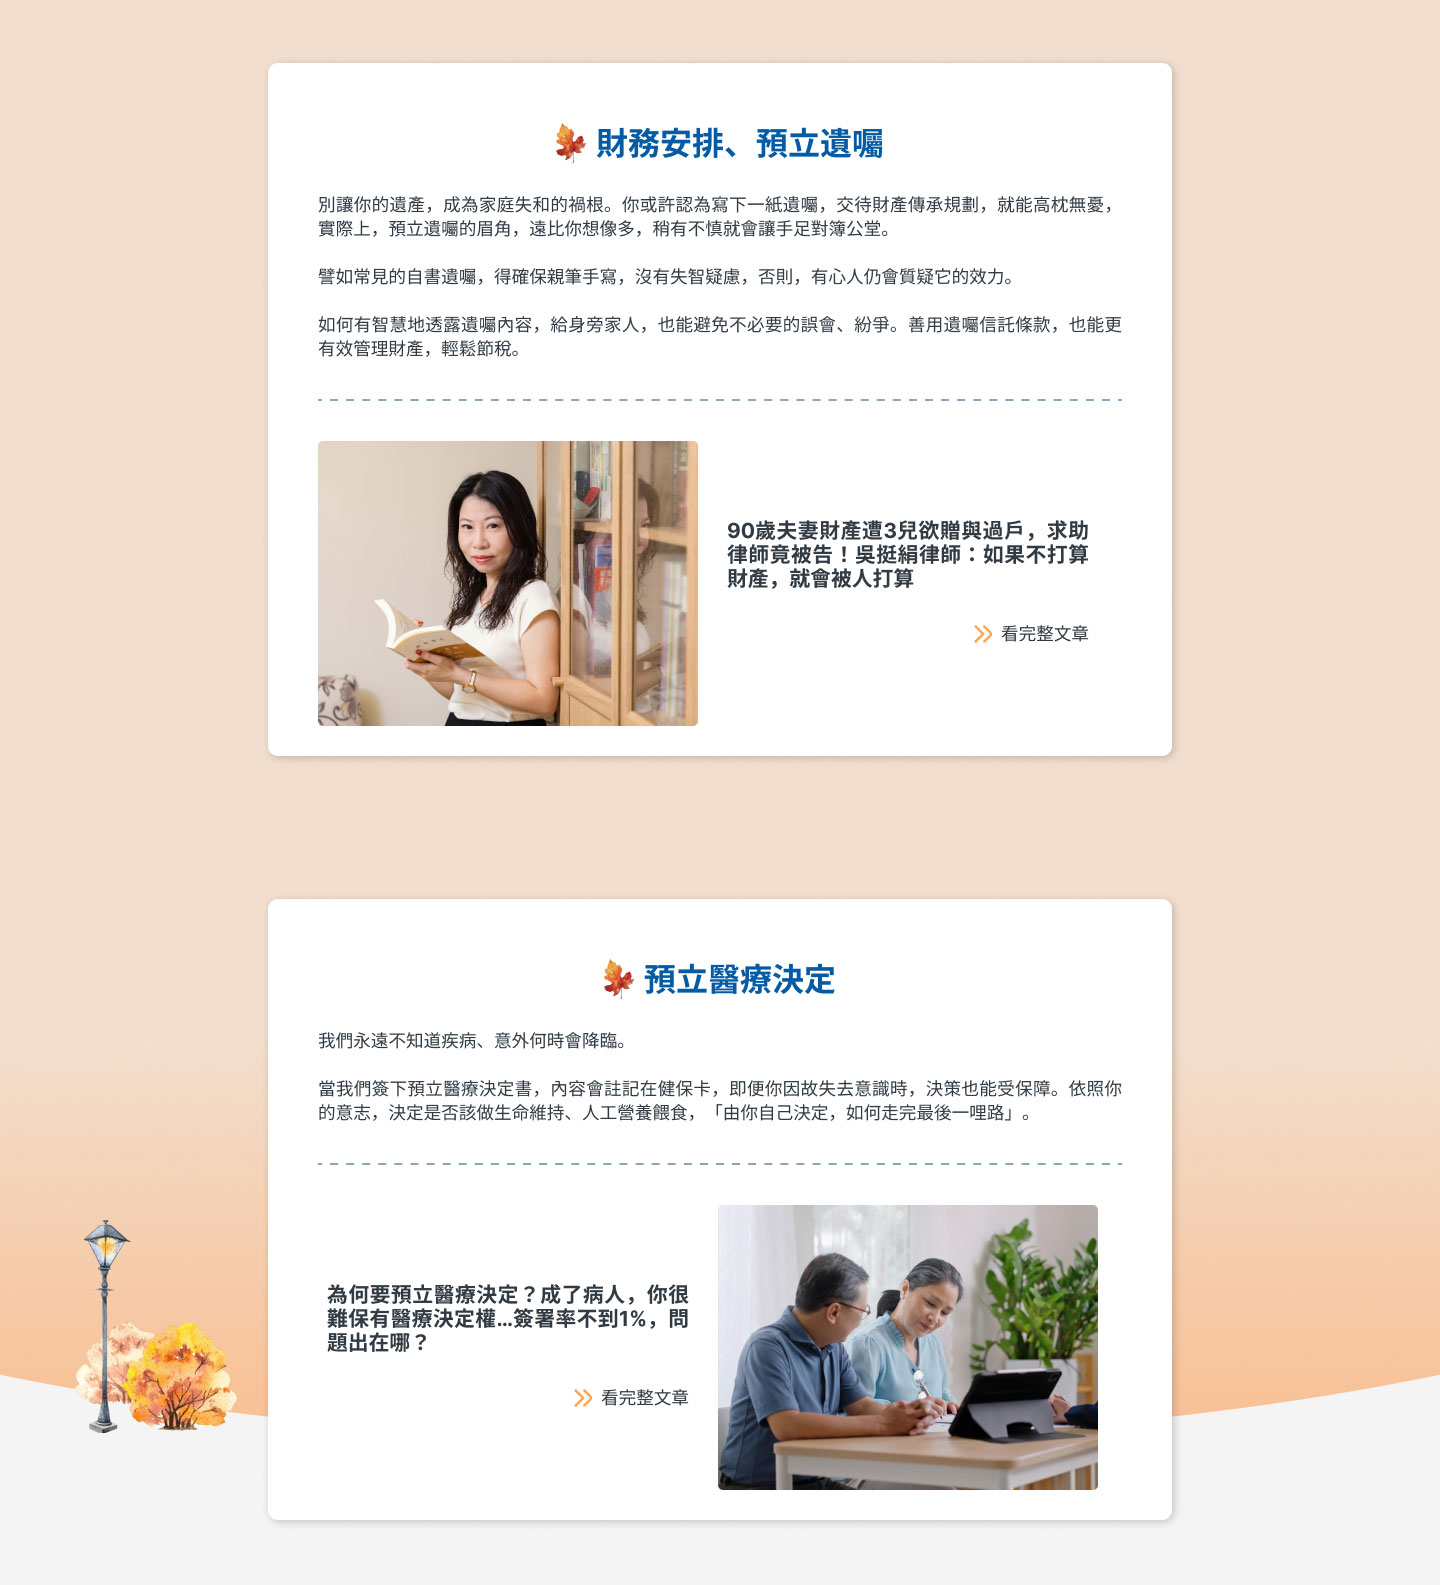 財務安排、預立遺囑
別讓你的遺產，成為家庭失和的禍根。你或許認為寫下一紙遺囑，交待財產傳承規劃，就能高枕無憂，
實際上，預立遺囑的眉角，遠比你想像多，稍有不慎就會讓手足對簿公堂。
譬如常見的自書遺囑，得確保親筆手寫，沒有失智疑慮，否則，有心人仍會質疑它的效力。
如何有智慧地透露遺囑內容，給身旁家人，也能避免不必要的誤會、紛爭。善用遺囑信託條款，也能更
有效管理財產，輕鬆節稅。
90歲夫妻財產遭3兒欲贈與過戶，求助
律師竟被告！吳挺絹律師：如果不打算
財產，就會被人打算
看完整文章
預立醫療決定
我們永遠不知道疾病、意外何時會降臨。
當我們簽下預立醫療決定書，內容會註記在健保卡，即便你因故失去意識時，決策也能受保障。依照你
的意志，決定是否該做生命維持、人工營養餵食，「由你自己決定，如何走完最後一哩路」。
為何要預立醫療決定？成了病人，你很
難保有醫療決定權...簽署率不到1%，問
題出在哪？
看完整文章